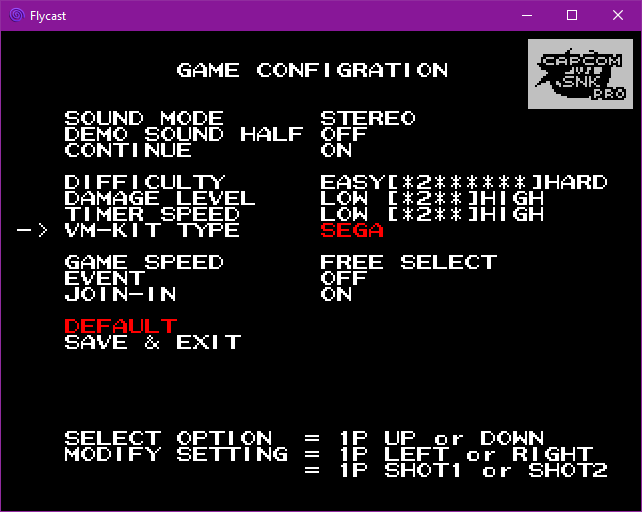 Flycast
CAPCOM
VS
SNK
PRO
GAME CONFIGRATION
SOUND MODE STEREO
DEMO SOUND HALF OFF
CONTINUE ON
DIFFICULTY EASY[*2******]HARD
DAMAGE LEVEL LOW [*2**]HIGH
TIMER SPEED LOW [*2**]HIGH
-> VM-KIT TYPE SEGA
GAME SPEED FREE SELECT
EVENT OFF
JOIN-IN ON
DEFAULT
SAVE & EXIT
SELECT OPTION = 1P UP or DOWN
MODIFY SETTING = 1P LEFT or RIGHT
= 1P SHOT1 or SHOT2